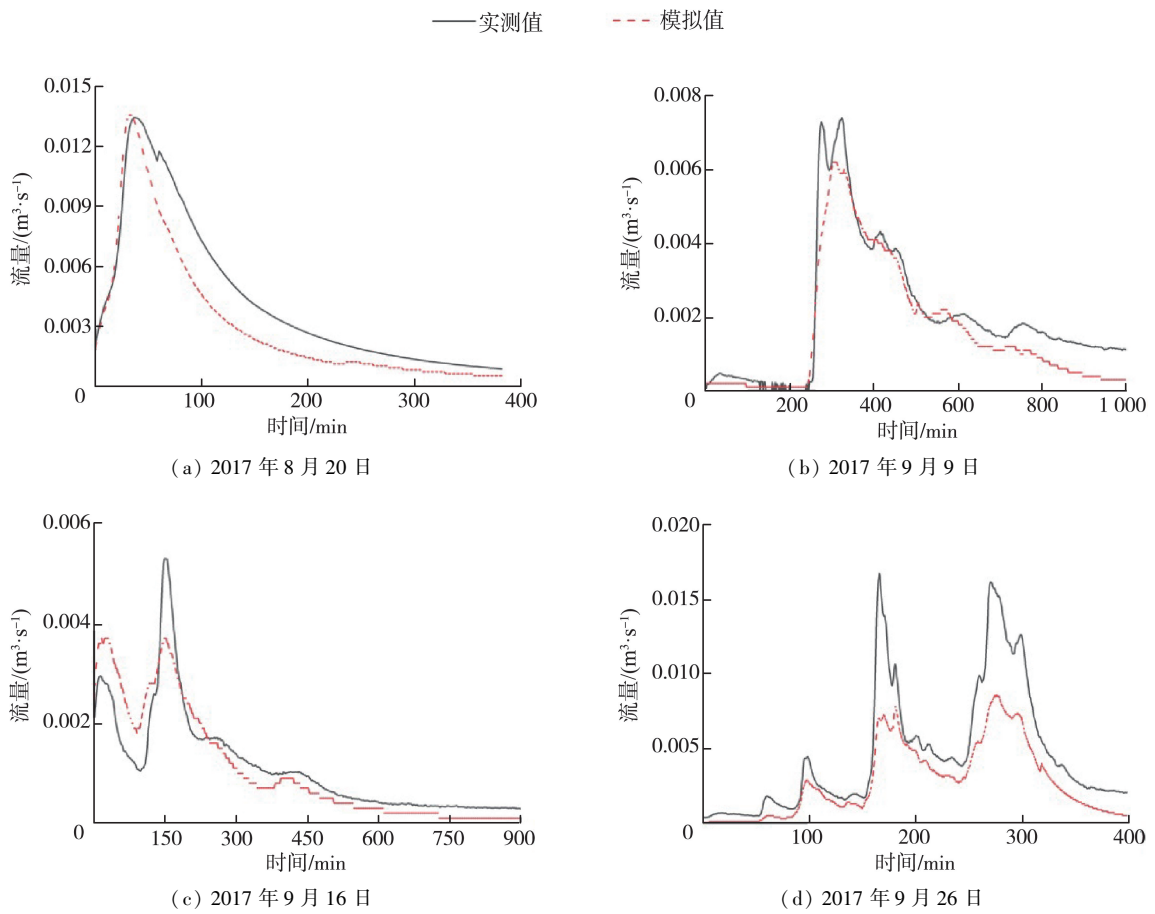 实测值 模拟值
0.015
0.012
0.009
0.006
0.003
0
流量/(m³·s⁻¹)
100 200 300 400
时间/min
(a) 2017 年 8 月 20 日
0.008
0.006
0.004
0.002
0
流量/(m³·s⁻¹)
200 400 600 800 1 000
时间/min
(b) 2017 年 9 月 9 日
0.006
0.004
0.002
0
流量/(m³·s⁻¹)
150 300 450 600 750 900
时间/min
(c) 2017 年 9 月 16 日
0.020
0.015
0.010
0.005
0
流量/(m³·s⁻¹)
100 200 300 400
时间/min
(d) 2017 年 9 月 26 日